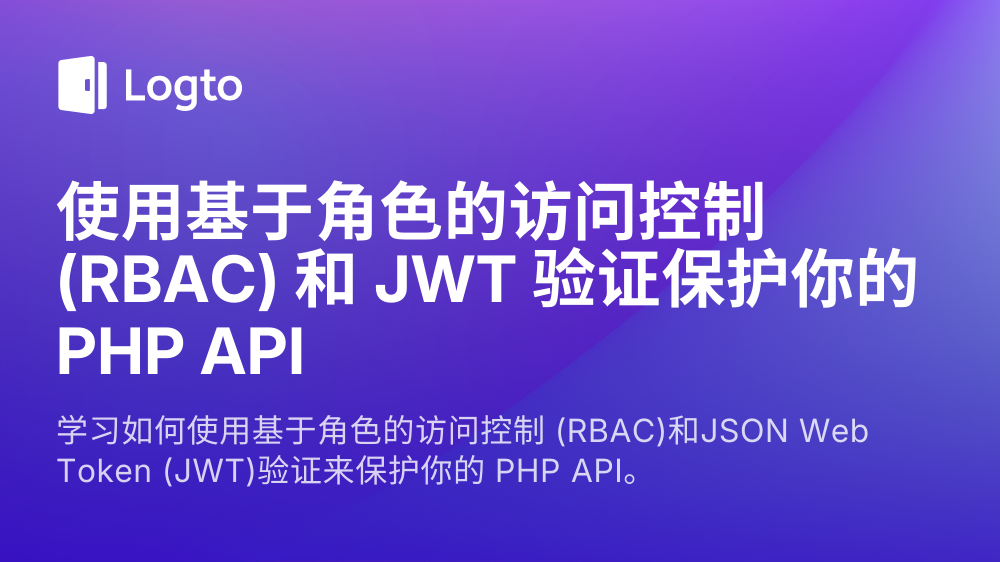 Logto
使用基于角色的访问控制
(RBAC) 和 JWT 验证保护你的
PHP API
学习如何使用基于角色的访问控制 (RBAC)和JSON Web
Token (JWT)验证来保护你的 PHP API。